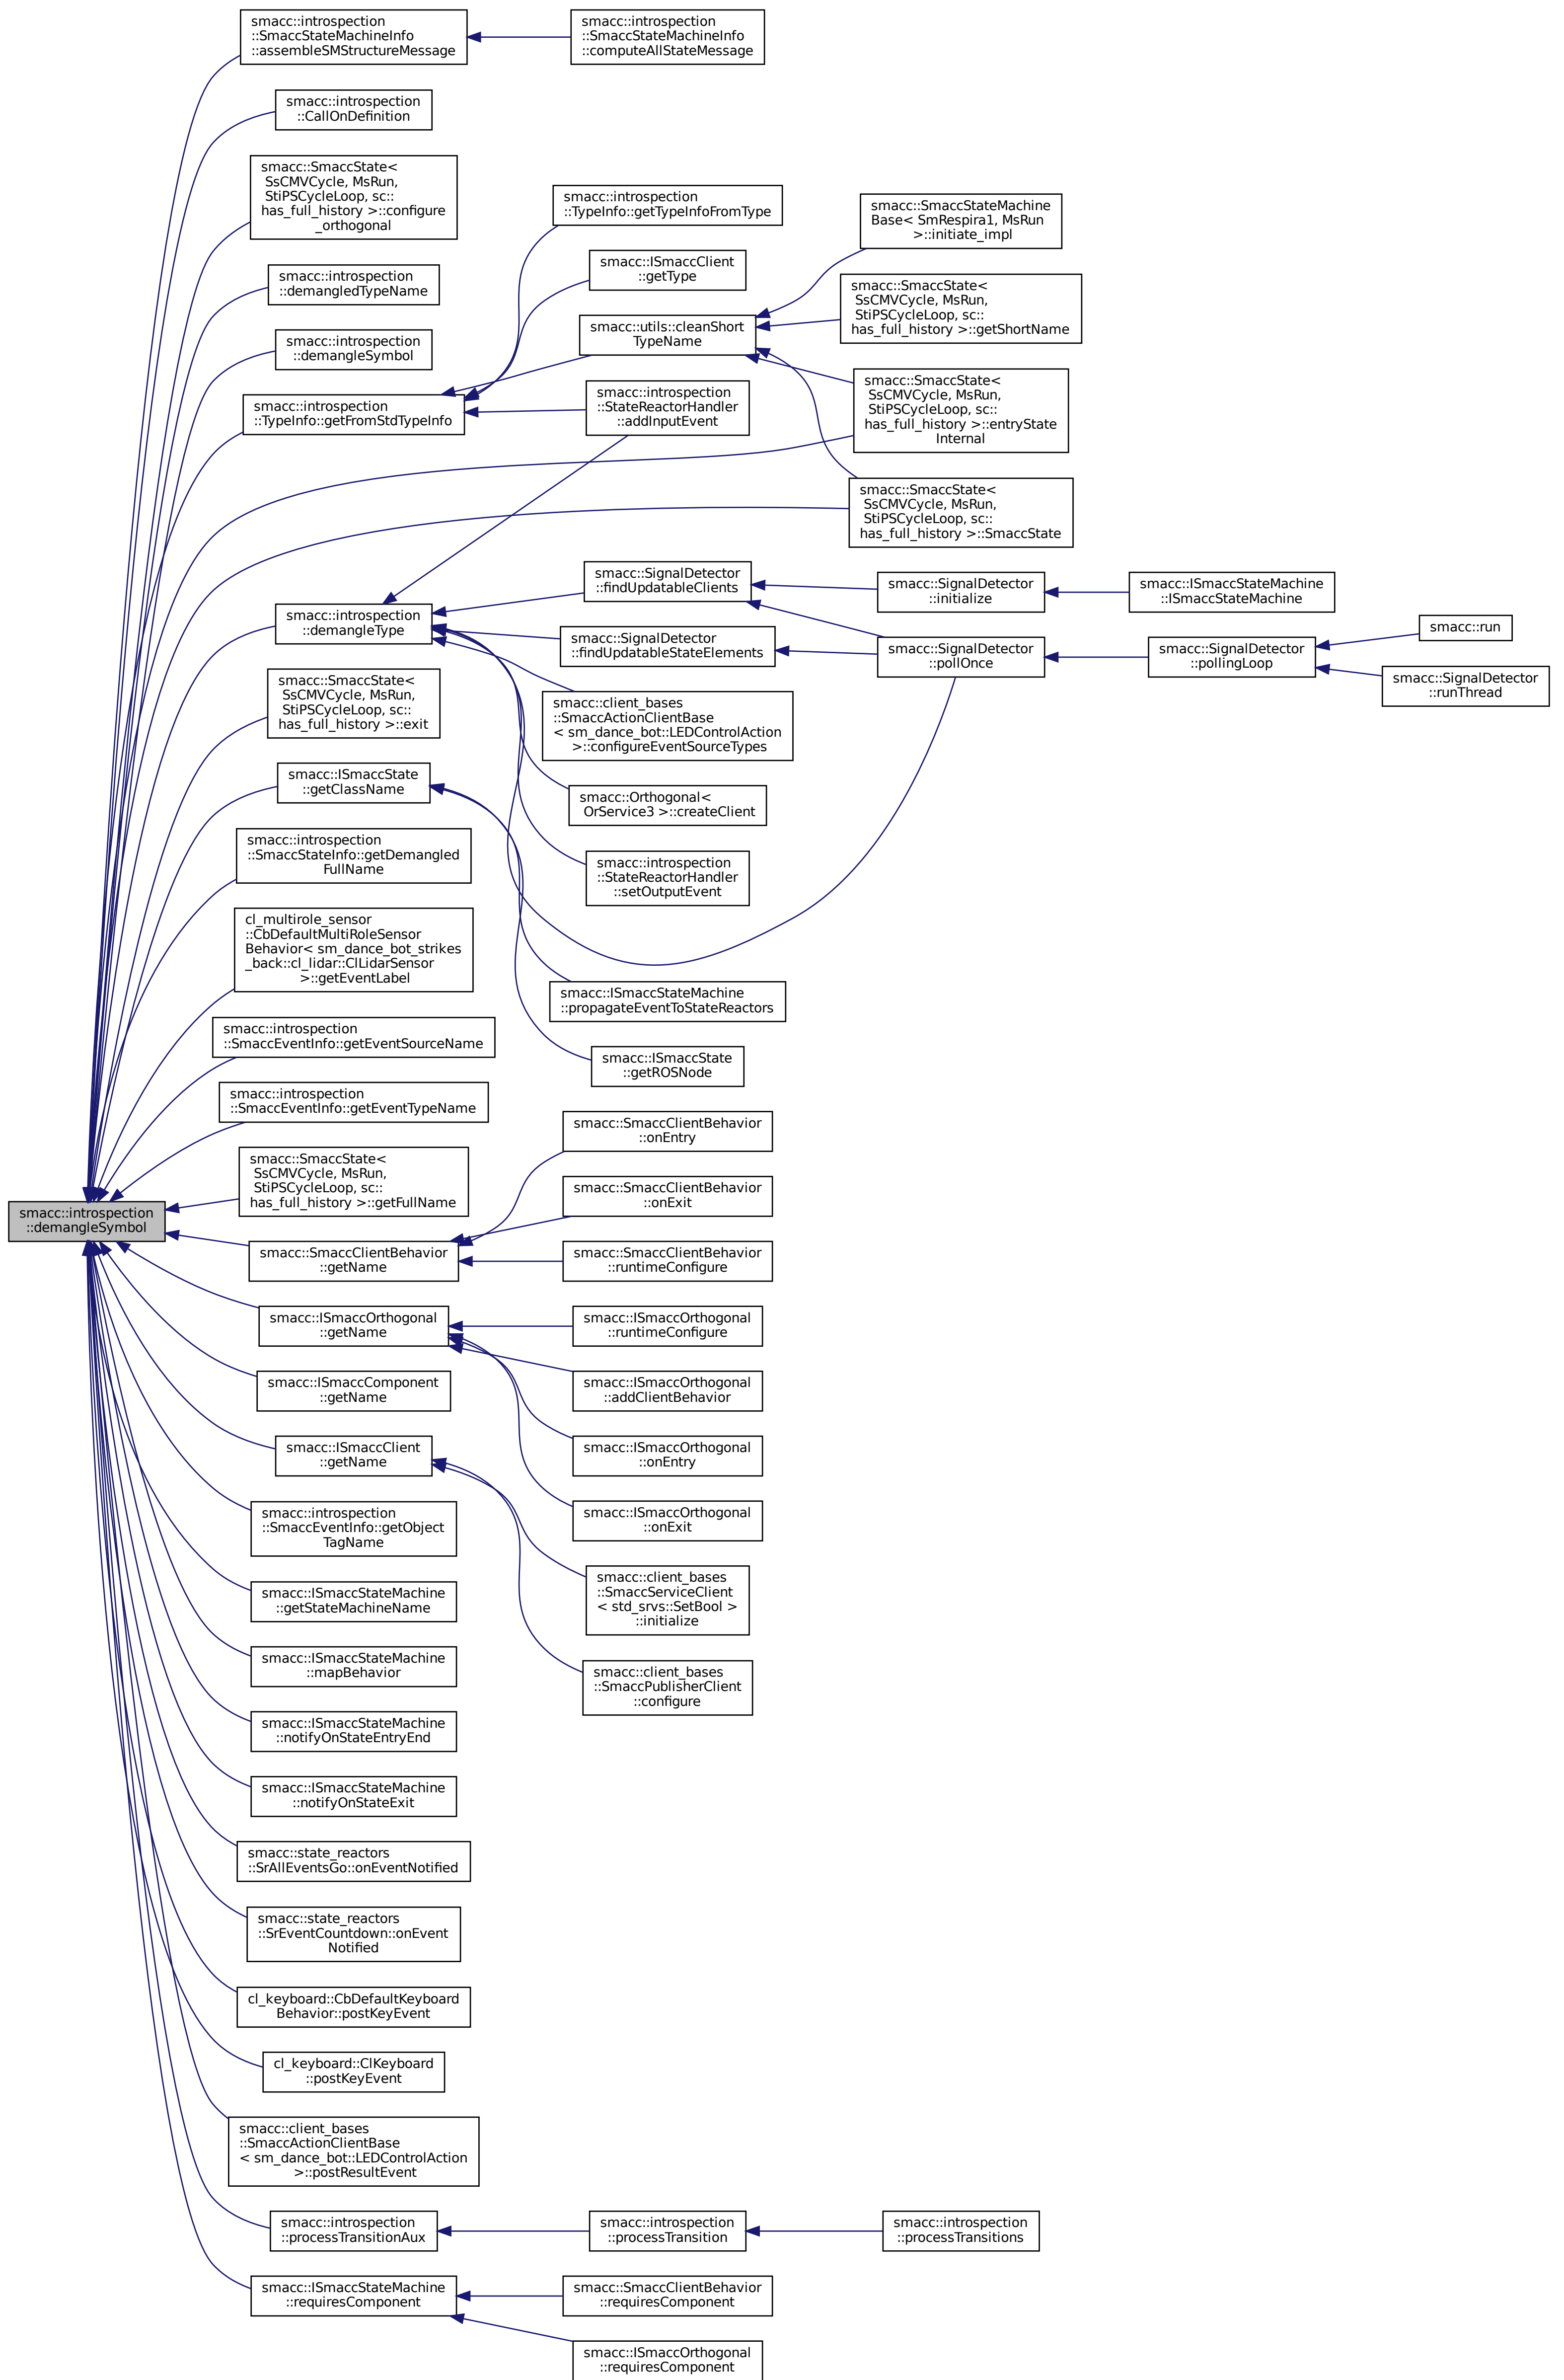 smacc::introspection
::SmaccStateMachineInfo
::assembleSMStructureMessage
smacc::introspection
::SmaccStateMachineInfo
::computeAllStateMessage
smacc::introspection
::CallOnDefinition
smacc::SmaccState<
SsCMVCycle, MsRun,
StiPSCycleLoop, sc::
has_full_history >::configure
_orthogonal
smacc::introspection
::demangledTypeName
smacc::introspection
::demangleSymbol
smacc::introspection
::TypeInfo::getFromStdTypeInfo
smacc::introspection
::TypeInfo::getTypeInfoFromType
smacc::ISmaccClient
::getType
smacc::utils::cleanShort
TypeName
smacc::introspection
::StateReactorHandler
::addInputEvent
smacc::SmaccStateMachine
Base< SmRespira1, MsRun
>::initiate_impl
smacc::SmaccState<
SsCMVCycle, MsRun,
StiPSCycleLoop, sc::
has_full_history >::getShortName
smacc::SmaccState<
SsCMVCycle, MsRun,
StiPSCycleLoop, sc::
has_full_history >::entryState
Internal
smacc::SmaccState<
SsCMVCycle, MsRun,
StiPSCycleLoop, sc::
has_full_history >::SmaccState
smacc::introspection
::demangleType
smacc::SignalDetector
::findUpdatableClients
smacc::SignalDetector
::initialize
smacc::ISmaccStateMachine
::ISmaccStateMachine
smacc::SignalDetector
::findUpdatableStateElements
smacc::SignalDetector
::pollOnce
smacc::SignalDetector
::pollingLoop
smacc::run
smacc::SignalDetector
::runThread
smacc::client_bases
::SmaccActionClientBase
< sm_dance_bot::LEDControlAction
>::configureEventSourceTypes
smacc::Orthogonal<
OrService3 >::createClient
smacc::introspection
::StateReactorHandler
::setOutputEvent
smacc::SmaccState<
SsCMVCycle, MsRun,
StiPSCycleLoop, sc::
has_full_history >::exit
smacc::ISmaccState
::getClassName
smacc::ISmaccStateMachine
::propagateEventToStateReactors
smacc::ISmaccState
::getROSNode
smacc::introspection
::SmaccStateInfo::getDemangled
FullName
cl_multirole_sensor
::CbDefaultMultiRoleSensor
Behavior< sm_dance_bot_strikes
_back::cl_lidar::ClLidarSensor
>::getEventLabel
smacc::introspection
::SmaccEventInfo::getEventSourceName
smacc::introspection
::SmaccEventInfo::getEventTypeName
smacc::SmaccState<
SsCMVCycle, MsRun,
StiPSCycleLoop, sc::
has_full_history >::getFullName
smacc::introspection
::demangleSymbol
smacc::SmaccClientBehavior
::getName
smacc::SmaccClientBehavior
::onEntry
smacc::SmaccClientBehavior
::onExit
smacc::SmaccClientBehavior
::runtimeConfigure
smacc::ISmaccOrthogonal
::getName
smacc::ISmaccOrthogonal
::runtimeConfigure
smacc::ISmaccOrthogonal
::addClientBehavior
smacc::ISmaccOrthogonal
::onEntry
smacc::ISmaccOrthogonal
::onExit
smacc::ISmaccComponent
::getName
smacc::ISmaccClient
::getName
smacc::client_bases
::SmaccServiceClient
< std_srvs::SetBool >
::initialize
smacc::client_bases
::SmaccPublisherClient
::configure
smacc::introspection
::SmaccEventInfo::getObject
TagName
smacc::ISmaccStateMachine
::getStateMachineName
smacc::ISmaccStateMachine
::mapBehavior
smacc::ISmaccStateMachine
::notifyOnStateEntryEnd
smacc::ISmaccStateMachine
::notifyOnStateExit
smacc::state_reactors
::SrAllEventsGo::onEventNotified
smacc::state_reactors
::SrEventCountdown::onEvent
Notified
cl_keyboard::CbDefaultKeyboard
Behavior::postKeyEvent
cl_keyboard::ClKeyboard
::postKeyEvent
smacc::client_bases
::SmaccActionClientBase
< sm_dance_bot::LEDControlAction
>::postResultEvent
smacc::introspection
::processTransitionAux
smacc::introspection
::processTransition
smacc::introspection
::processTransitions
smacc::ISmaccStateMachine
::requiresComponent
smacc::SmaccClientBehavior
::requiresComponent
smacc::ISmaccOrthogonal
::requiresComponent